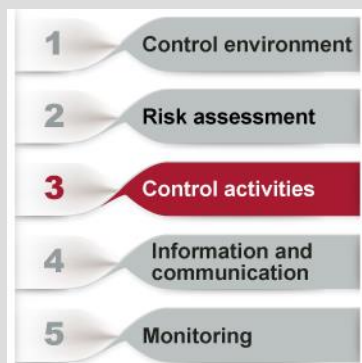 1 Control environment
2 Risk assessment
3 Control activities
4 Information and
communication
5 Monitoring